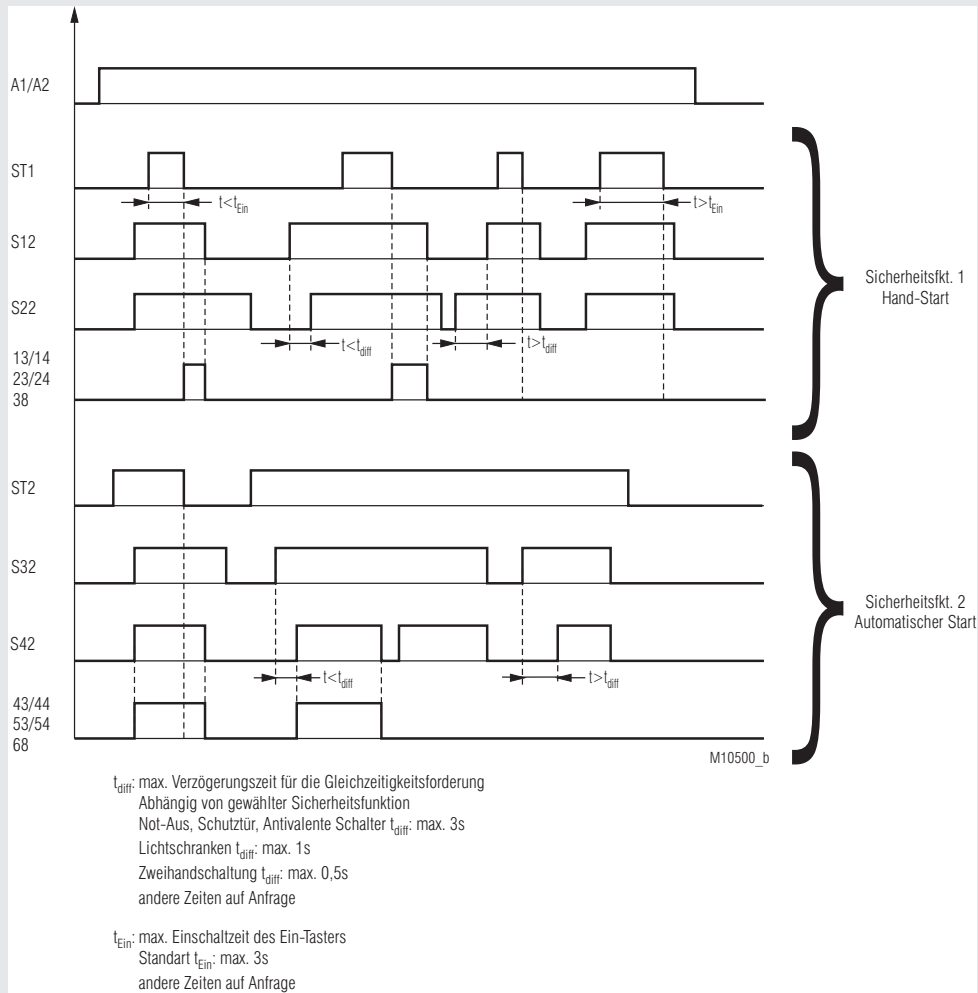 A1/A2
ST1
t<tEin
t>tEin
S12
S22
t<tdiff
t>tdiff
13/14
23/24
38
Sicherheitsfkt. 1
Hand-Start
ST2
S32
S42
t<tdiff
t>tdiff
43/44
53/54
68
Sicherheitsfkt. 2
Automatischer Start
M10500_b
tdiff: max. Verzögerungszeit für die Gleichzeitigkeitsforderung
Abhängig von gewählter Sicherheitsfunktion
Not-Aus, Schutztür, Antivalente Schalter tdiff: max. 3s
Lichtschranken tdiff: max. 1s
Zweihandschaltung tdiff: max. 0,5s
andere Zeiten auf Anfrage
tEin: max. Einschaltzeit des Ein-Tasters
Standart tEin: max. 3s
andere Zeiten auf Anfrage